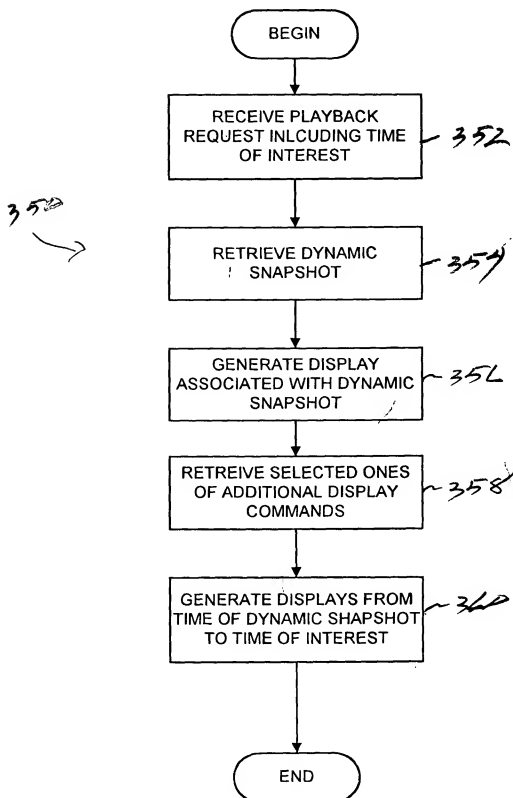 BEGIN
RECEIVE PLAYBACK
REQUEST INLCUDING TIME
OF INTEREST
352
350
RETRIEVE DYNAMIC
SNAPSHOT
354
GENERATE DISPLAY
ASSOCIATED WITH DYNAMIC
SNAPSHOT
356
RETREIVE SELECTED ONES
OF ADDITIONAL DISPLAY
COMMANDS
358
GENERATE DISPLAYS FROM
TIME OF DYNAMIC SHAPSHOT
TO TIME OF INTEREST
360
END